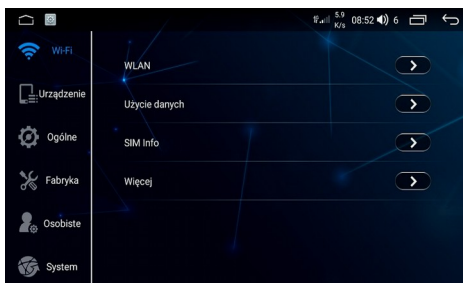 5.9
K/s
08:52
6
Wi-Fi
WLAN
Urządzenie
Użycie danych
Ogólne
SIM Info
Fabryka
Więcej
Osobiste
System